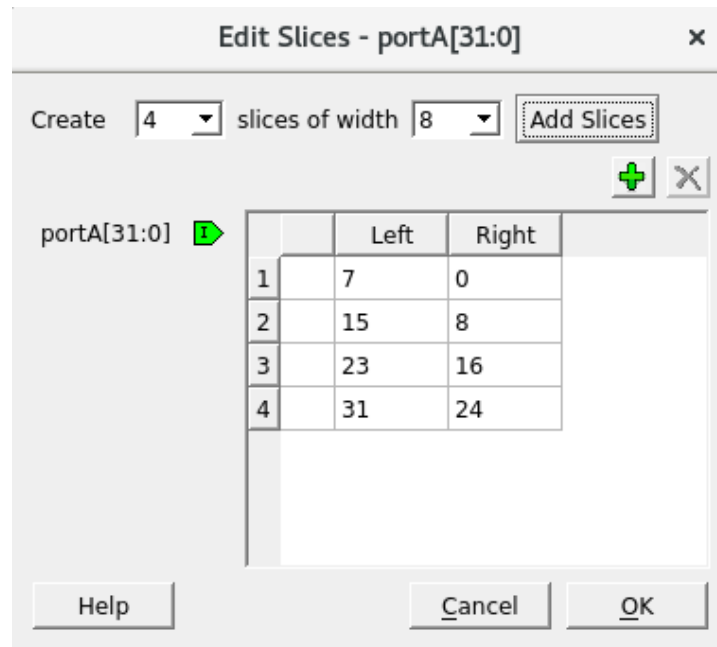 Edit Slices - portA[31:0] ×
Create 4 slices of width 8 Add Slices
portA[31:0] I
Left Right
1 7 0
2 15 8
3 23 16
4 31 24
Help Cancel OK